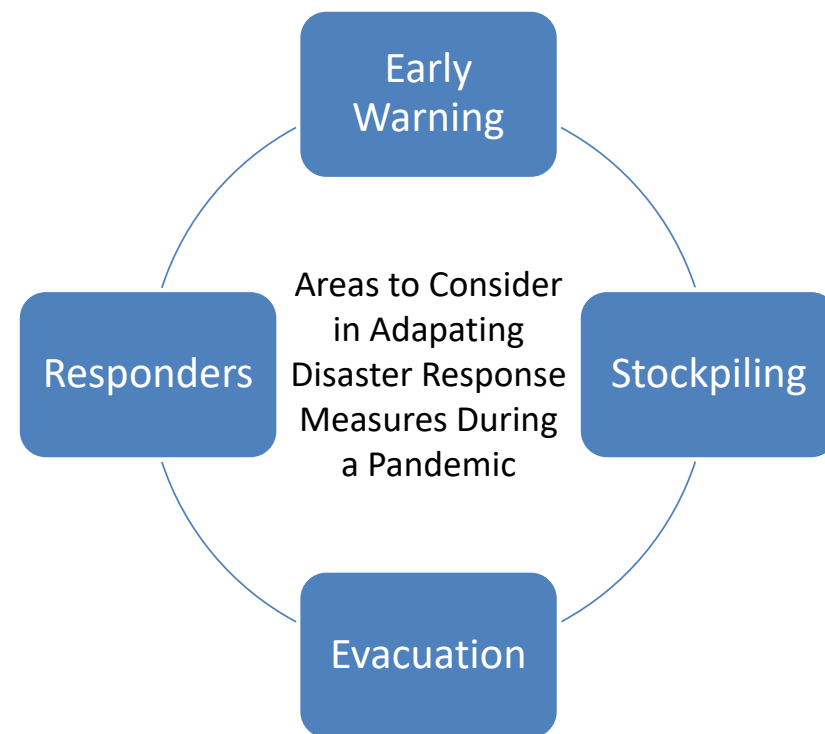 Early
Warning
Areas to Consider
in Adapating
Disaster Response
Measures During
a Pandemic
Responders
Stockpiling
Evacuation